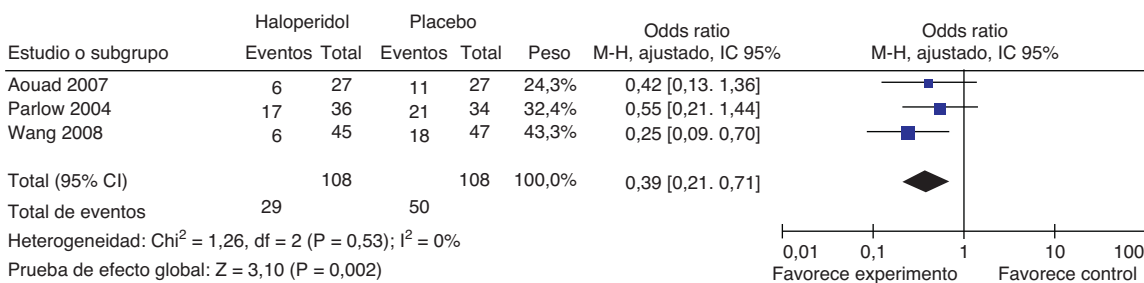 Haloperidol Placebo Odds ratio Odds ratio
Estudio o subgrupo Eventos Total Eventos Total Peso M-H, ajustado, IC 95% M-H, ajustado, IC 95%
Aouad 2007 6 27 11 27 24,3% 0,42 [0,13. 1,36]
Parlow 2004 17 36 21 34 32,4% 0,55 [0,21. 1,44]
Wang 2008 6 45 18 47 43,3% 0,25 [0,09. 0,70]
Total (95% CI) 108 108 100,0% 0,39 [0,21. 0,71]
Total de eventos 29 50
Heterogeneidad: Chi² = 1,26, df = 2 (P = 0,53); I² = 0%
Prueba de efecto global: Z = 3,10 (P = 0,002)
0,01 0,1 1 10 100
Favorece experimento Favorece control